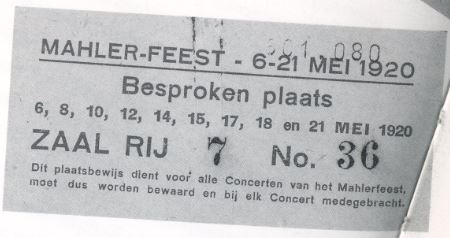 001.080
MAHLER-FEEST - 6-21 MEI 1920
Besproken plaats
6, 8, 10, 12, 14, 15, 17, 18 en 21 MEI 1920
ZAAL RIJ 7 No. 36
Dit plaatsbewijs dient voor alle Concerten van het Mahlerfeest,
moet dus worden bewaard en bij elk Concert medegebracht.